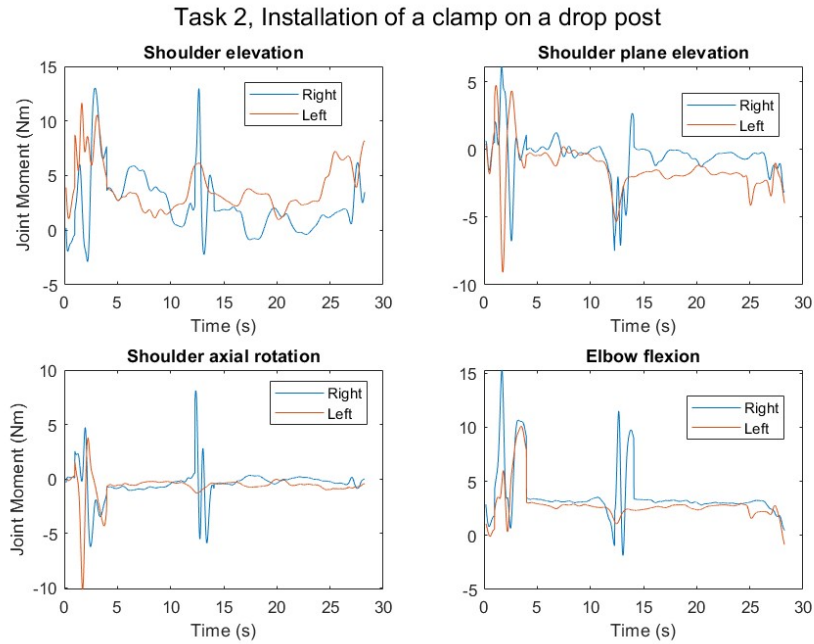 Task 2, Installation of a clamp on a drop post
Shoulder elevation
15
10
5
0
-5
Joint Moment (Nm)
Right
Left
0 5 10 15 20 25 30
Time (s)
Shoulder plane elevation
5
0
-5
-10
Right
Left
0 5 10 15 20 25 30
Time (s)
Shoulder axial rotation
10
5
0
-5
-10
Joint Moment (Nm)
Right
Left
0 5 10 15 20 25 30
Time (s)
Elbow flexion
15
10
5
0
-5
Right
Left
0 5 10 15 20 25 30
Time (s)